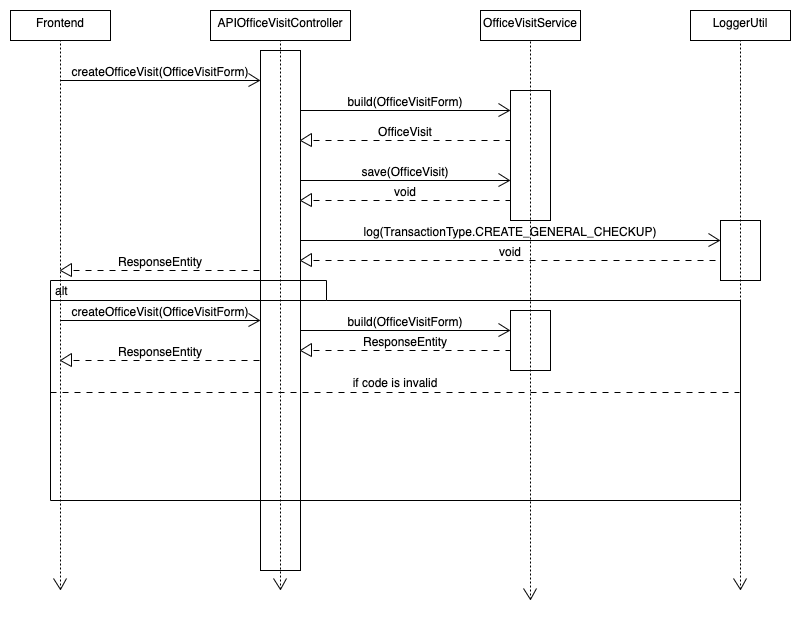 Frontend
APIOfficeVisitController
OfficeVisitService
LoggerUtil
createOfficeVisit(OfficeVisitForm)
build(OfficeVisitForm)
OfficeVisit
save(OfficeVisit)
void
log(TransactionType.CREATE_GENERAL_CHECKUP)
void
ResponseEntity
alt
createOfficeVisit(OfficeVisitForm)
build(OfficeVisitForm)
ResponseEntity
ResponseEntity
if code is invalid